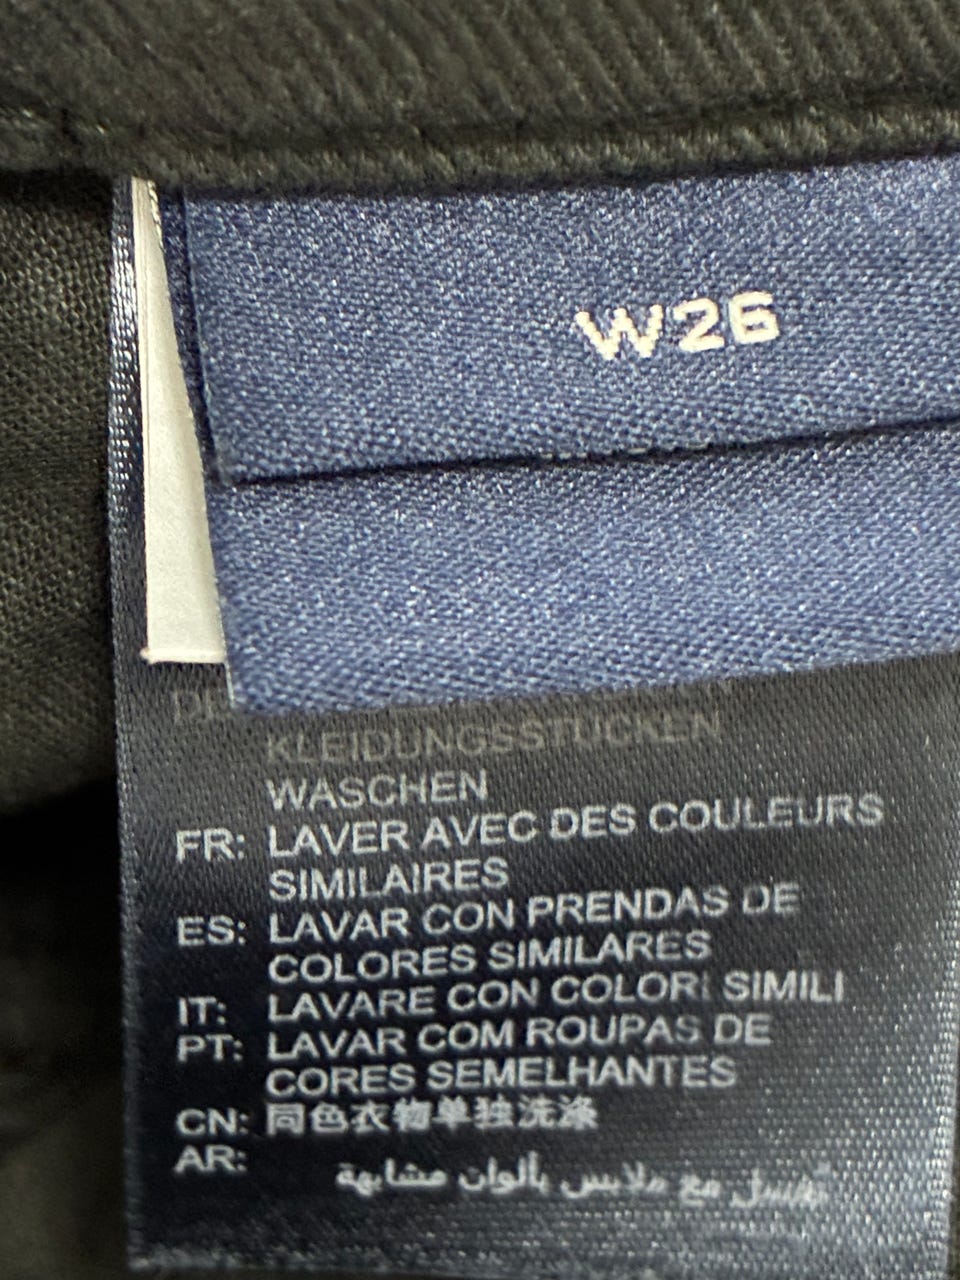 W26
KLEIDUNGSSTÜCKEN
WASCHEN
FR: LAVER AVEC DES COULEURS
SIMILAIRES
ES: LAVAR CON PRENDAS DE
COLORES SIMILARES
IT: LAVARE CON COLORI SIMILI
PT: LAVAR COM ROUPAS DE
CORES SEMELHANTES
CN: 同色衣物单独洗涤
AR: تغسل مع ملابس بألوان مشابهة